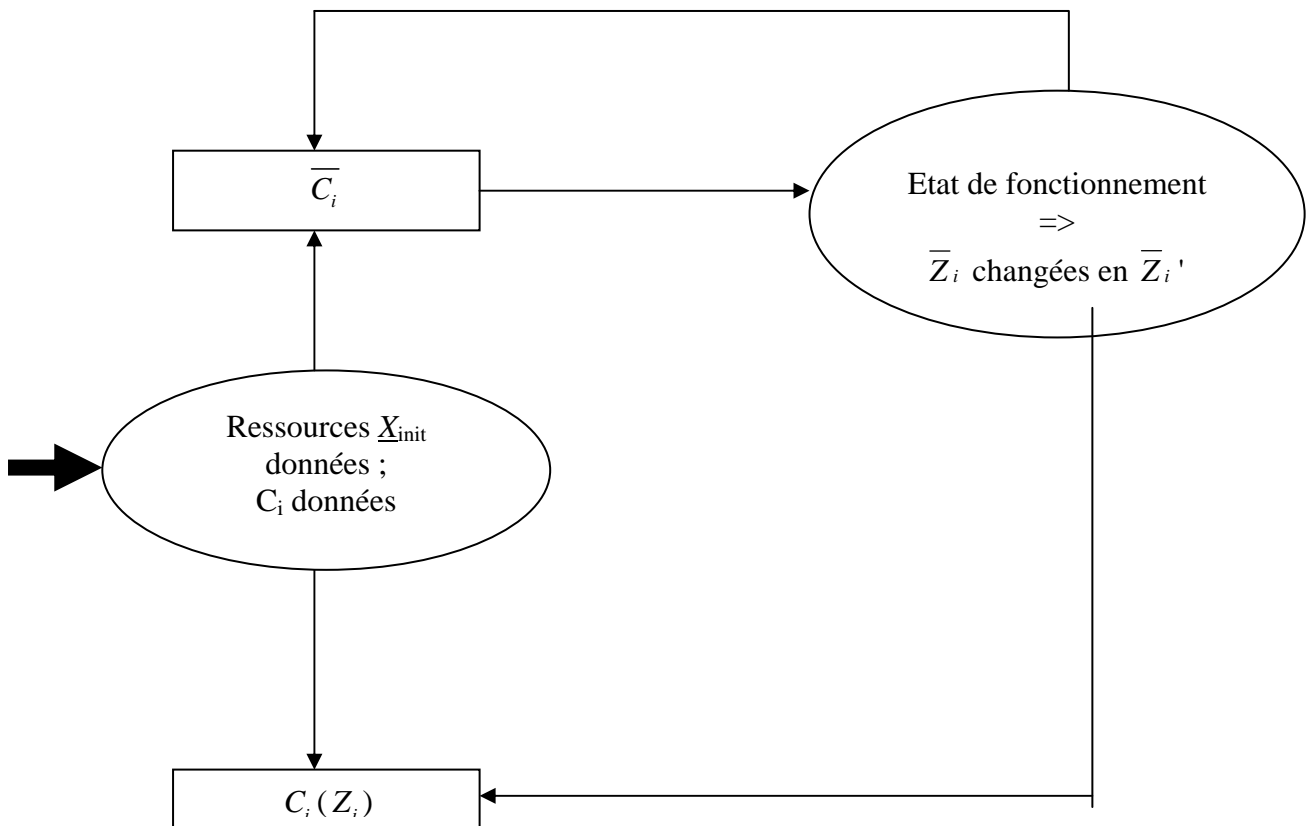 C̅ᵢ
Etat de fonctionnement
=>
Z̅ᵢ changées en Z̅ᵢ '
Ressources X̲init
données ;
Cᵢ données
Cᵢ(Zᵢ)